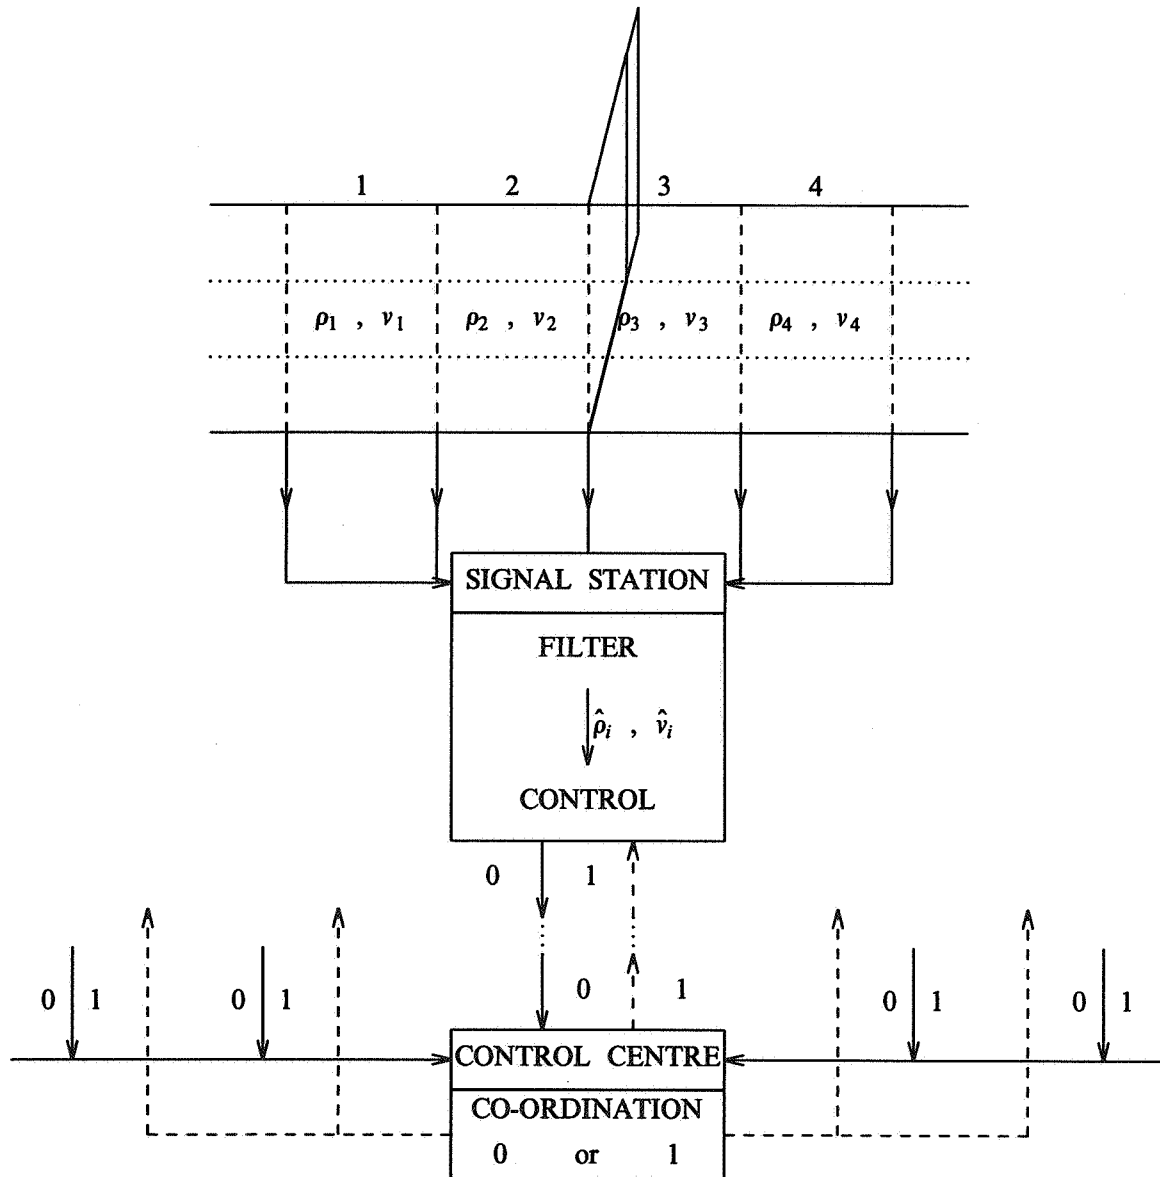 1 2 3 4
ρ₁ , v₁ ρ₂ , v₂ ρ₃ , v₃ ρ₄ , v₄
SIGNAL STATION
FILTER
ρ̂ᵢ , v̂ᵢ
CONTROL
0 1
0 1
0 1 0 1 0 1 0 1
CONTROL CENTRE
CO-ORDINATION
0 or 1